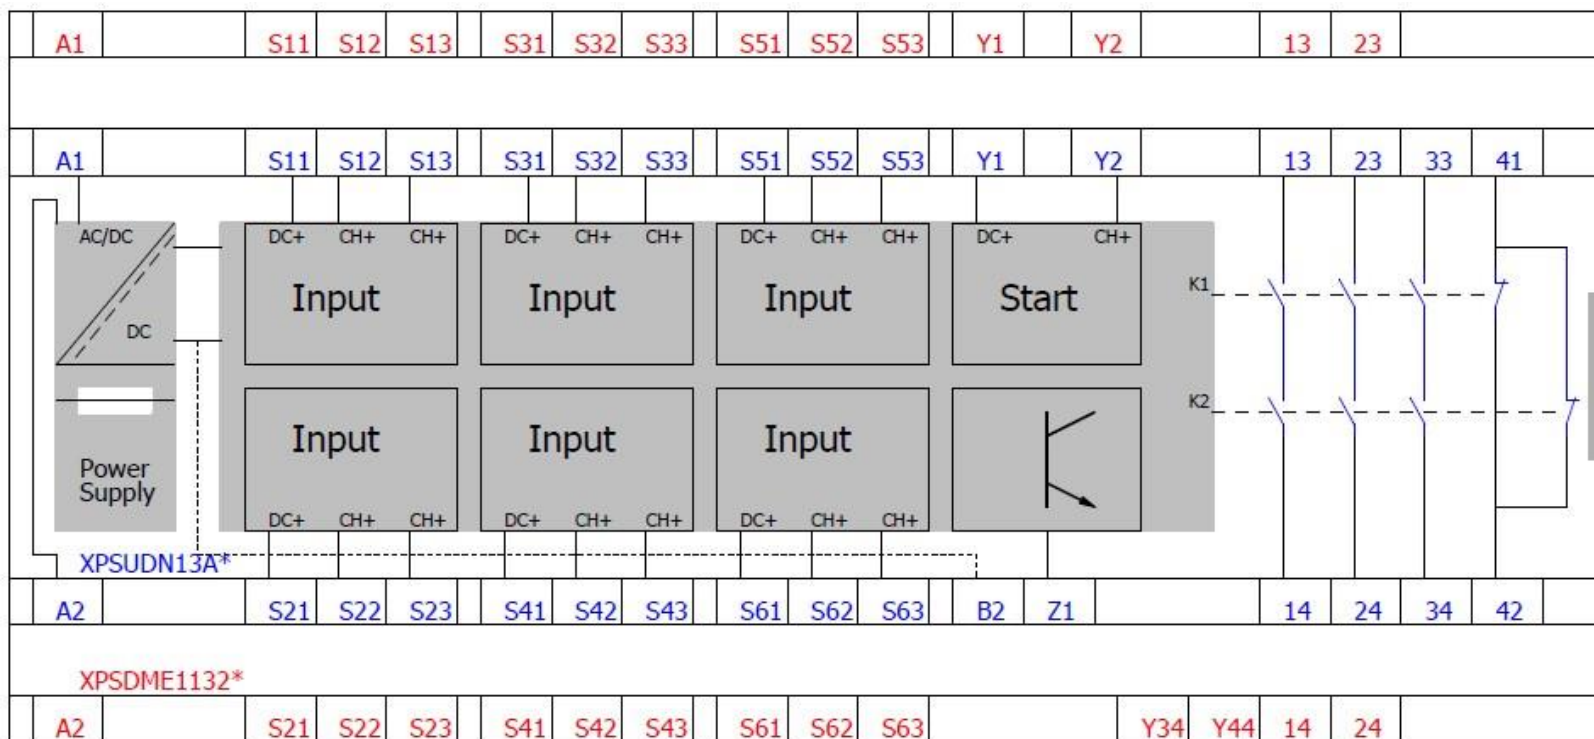 A1 S11 S12 S13 S31 S32 S33 S51 S52 S53 Y1 Y2 13 23
A1 S11 S12 S13 S31 S32 S33 S51 S52 S53 Y1 Y2 13 23 33 41
AC/DC DC+ CH+ CH+ DC+ CH+ CH+ DC+ CH+ CH+ DC+ CH+
K1
Input Input Input Start
DC
K2
Input Input Input
Power
Supply
DC+ CH+ CH+ DC+ CH+ CH+ DC+ CH+ CH+
XPSUDN13A*
A2 S21 S22 S23 S41 S42 S43 S61 S62 S63 B2 Z1 14 24 34 42
XPSDME1132*
A2 S21 S22 S23 S41 S42 S43 S61 S62 S63 Y34 Y44 14 24